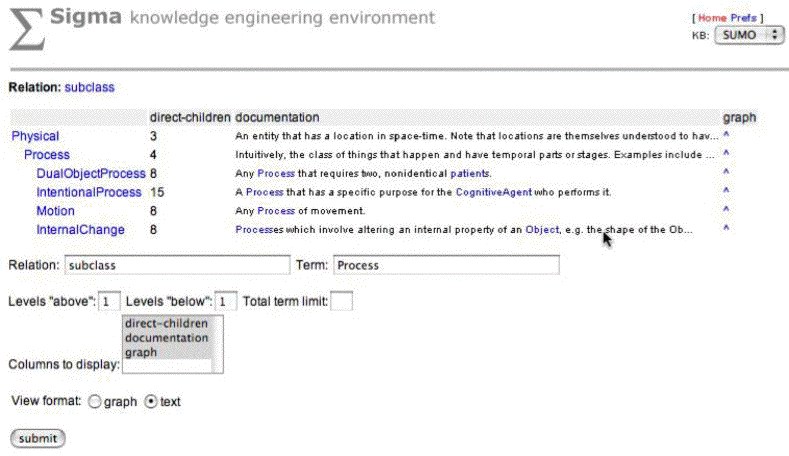 Σ Sigma knowledge engineering environment
[ Home Prefs ]
KB: SUMO
Relation: subclass
direct-children documentation graph
Physical 3 An entity that has a location in space-time. Note that locations are themselves understood to hav... ^
Process 4 Intuitively, the class of things that happen and have temporal parts or stages. Examples include ... ^
DualObjectProcess 8 Any Process that requires two, nonidentical patients. ^
IntentionalProcess 15 A Process that has a specific purpose for the CognitiveAgent who performs it. ^
Motion 8 Any Process of movement. ^
InternalChange 8 Processes which involve altering an internal property of an Object, e.g. the shape of the Ob... ^
Relation: subclass Term: Process
Levels "above": 1 Levels "below": 1 Total term limit:
direct-children
documentation
graph
Columns to display:
View format: graph text
submit